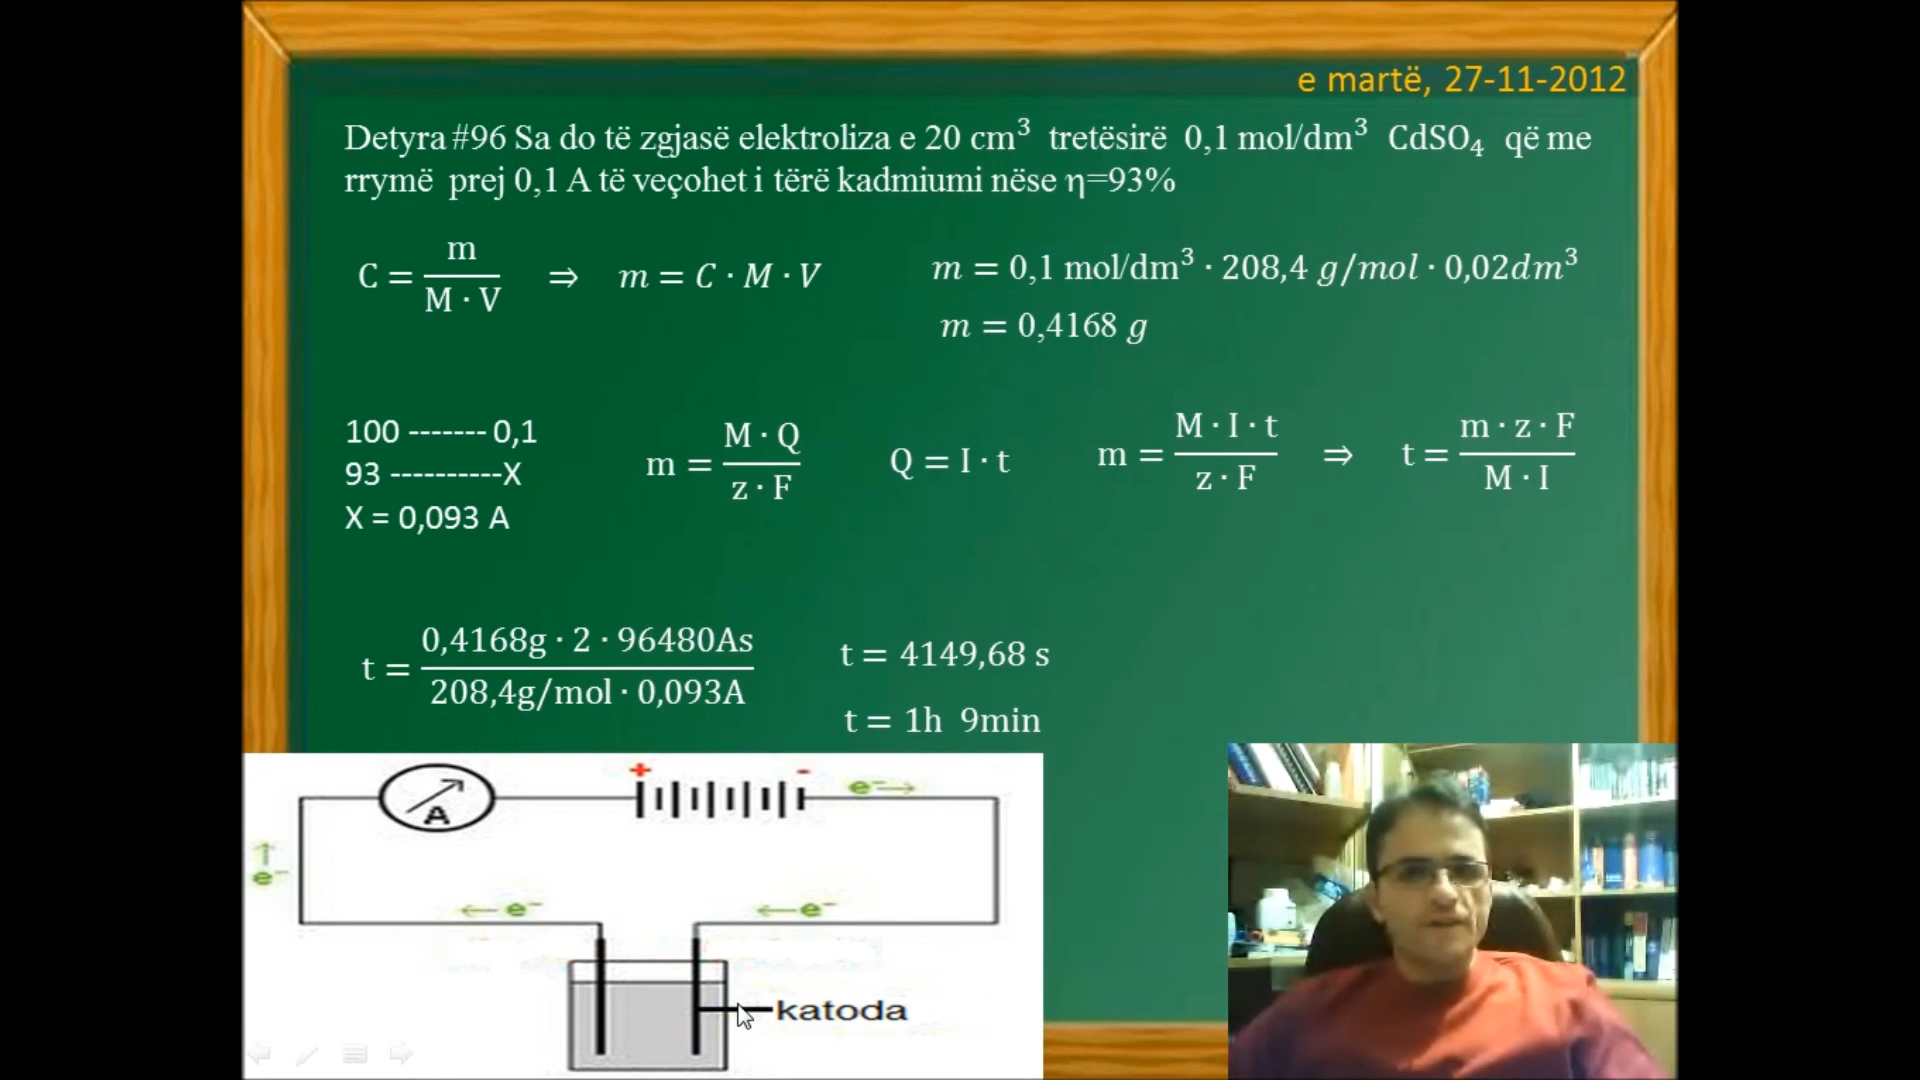 e martë, 27-11-2012
Detyra #96 Sa do të zgjasë elektroliza e 20 cm³ tretësirë 0,1 mol/dm³ CdSO₄ që me
rrymë prej 0,1 A të veçohet i tërë kadmiumi nëse η=93%
C = m / (M · V) ⇒ m = C · M · V
m = 0,1 mol/dm³ · 208,4 g/mol · 0,02dm³
m = 0,4168 g
100 ------- 0,1
93 ----------X
X = 0,093 A
m = (M · Q) / (z · F)
Q = I · t
m = (M · I · t) / (z · F) ⇒ t = (m · z · F) / (M · I)
t = (0,4168g · 2 · 96480As) / (208,4g/mol · 0,093A)
t = 4149,68 s
t = 1h 9min
+ -
e⁻→
A
↑
e⁻
←e⁻
←e⁻
katoda